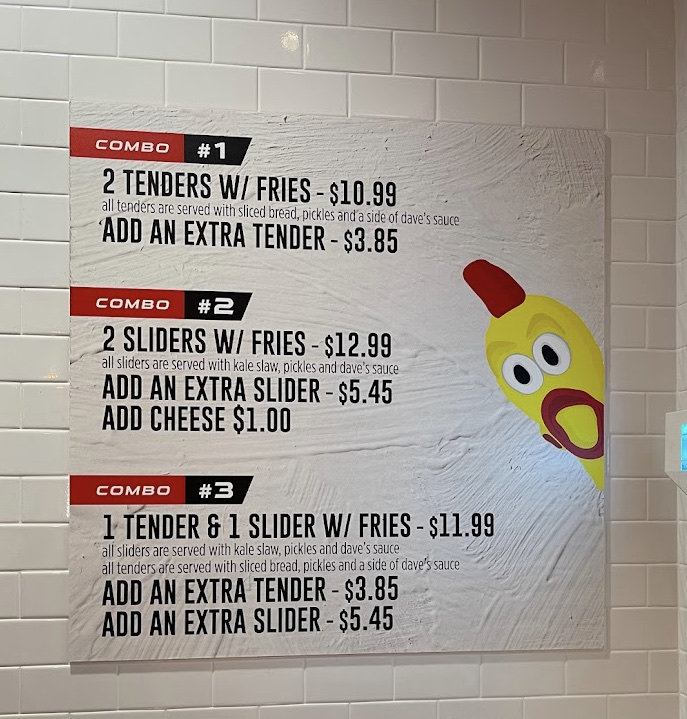 COMBO #1
2 TENDERS W/ FRIES - $10.99
all tenders are served with sliced bread, pickles and a side of dave's sauce
ADD AN EXTRA TENDER - $3.85
COMBO #2
2 SLIDERS W/ FRIES - $12.99
all sliders are served with kale slaw, pickles and dave's sauce
ADD AN EXTRA SLIDER - $5.45
ADD CHEESE $1.00
COMBO #3
1 TENDER & 1 SLIDER W/ FRIES - $11.99
all sliders are served with kale slaw, pickles and dave's sauce
all tenders are served with sliced bread, pickles and a side of dave's sauce
ADD AN EXTRA TENDER - $3.85
ADD AN EXTRA SLIDER - $5.45